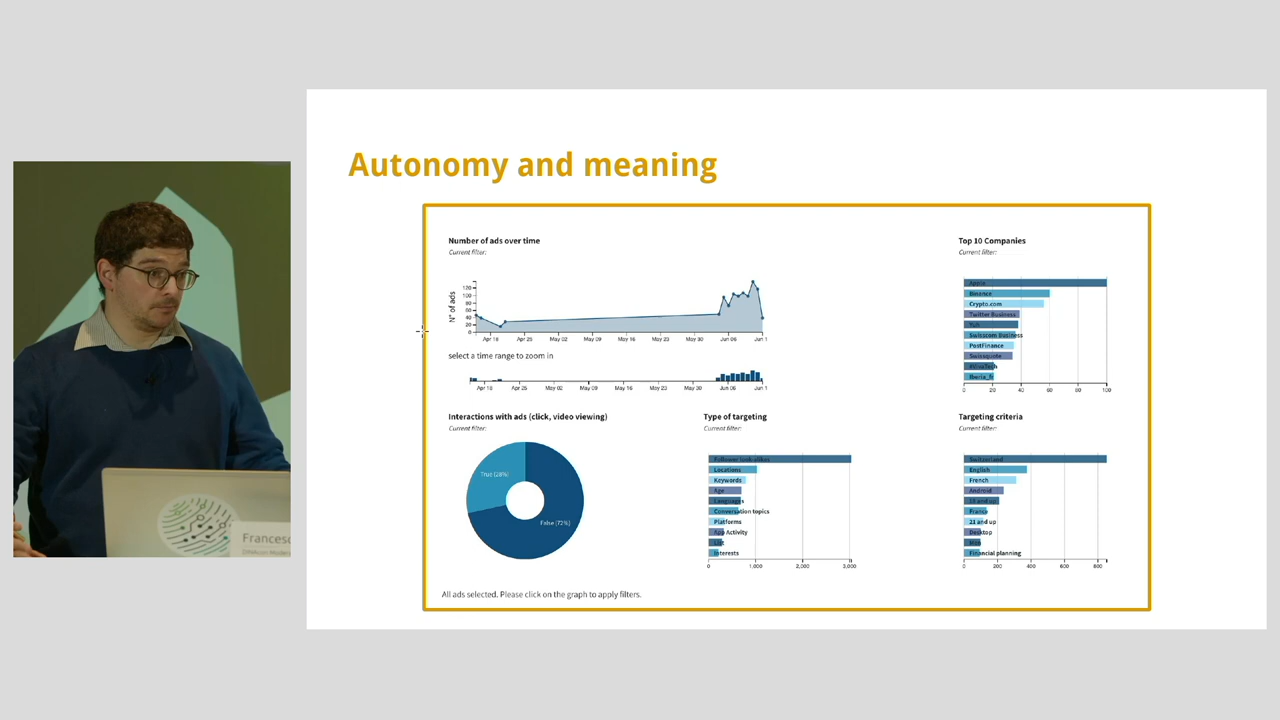 Autonomy and meaning
Number of ads over time
Current filter:
N° of ads
120
100
80
60
40
20
0
Apr 18
Apr 25
May 02
May 09
May 16
May 23
May 30
Jun 06
Jun 1
select a time range to zoom in
Apr 18
Apr 25
May 02
May 09
May 16
May 23
May 30
Jun 06
Jun 1
Top 10 Companies
Current filter:
Apple
Binance
Crypto.com
Twitter Business
Swisscom Business
PostFinance
Swissquote
Iberia_fr
0
20
40
60
80
100
Interactions with ads (click, video viewing)
Current filter:
True (28%)
False (72%)
Type of targeting
Current filter:
Follower look-alikes
Locations
Keywords
Age
Languages
Conversation topics
Platforms
App Activity
List
Interests
0
1,000
2,000
3,000
Targeting criteria
Current filter:
Switzerland
English
French
Android
France
21 and up
Desktop
Men
Financial planning
0
200
400
600
800
All ads selected. Please click on the graph to apply filters.
Francesc